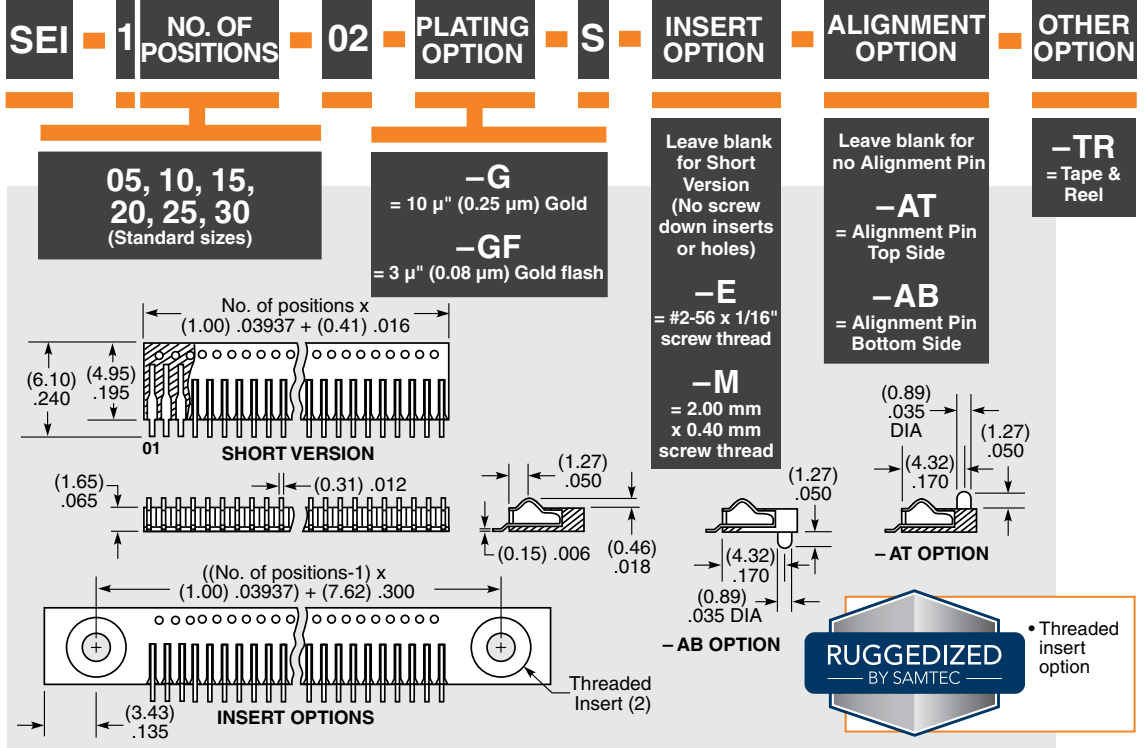 SEI
1
NO. OF
POSITIONS
02
PLATING
OPTION
S
INSERT
OPTION
ALIGNMENT
OPTION
OTHER
OPTION
05, 10, 15,
20, 25, 30
(Standard sizes)
–G
= 10 µ" (0.25 µm) Gold
–GF
= 3 µ" (0.08 µm) Gold flash
Leave blank
for Short
Version
(No screw
down inserts
or holes)
–E
= #2-56 x 1/16"
screw thread
–M
= 2.00 mm
x 0.40 mm
screw thread
Leave blank for
no Alignment Pin
–AT
= Alignment Pin
Top Side
–AB
= Alignment Pin
Bottom Side
–TR
= Tape &
Reel
No. of positions x
(1.00) .03937 + (0.41) .016
(6.10)
.240
(4.95)
.195
01
SHORT VERSION
(1.65)
.065
(0.31) .012
(1.27)
.050
(0.15) .006
(0.46)
.018
(1.27)
.050
(4.32)
.170
(0.89)
.035 DIA
– AB OPTION
(0.89)
.035
DIA
(1.27)
.050
(4.32)
.170
– AT OPTION
((No. of positions-1) x
(1.00) .03937) + (7.62) .300
(3.43)
.135
INSERT OPTIONS
Threaded
Insert (2)
RUGGEDIZED
BY SAMTEC
• Threaded
insert
option